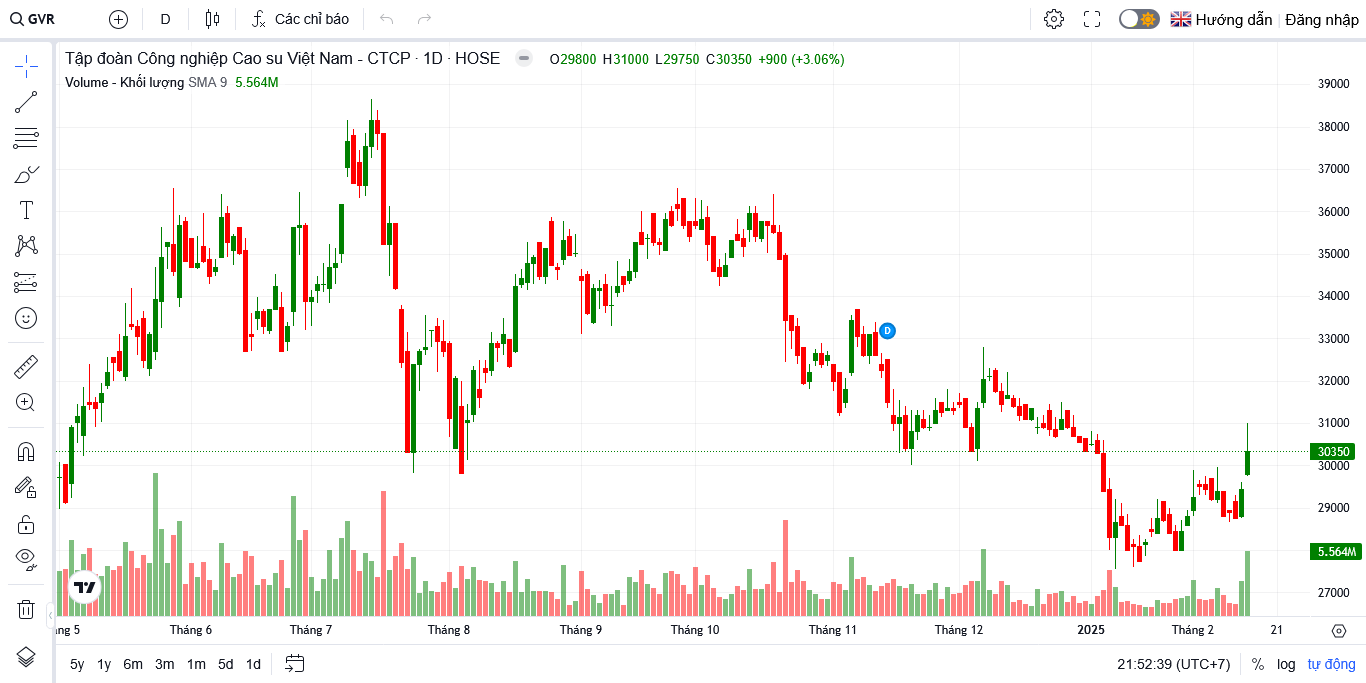 GVR D Các chỉ báo Hướng dẫn Đăng nhập
Tập đoàn Công nghiệp Cao su Việt Nam - CTCP · 1D · HOSE O29800 H31000 L29750 C30350 +900 (+3.06%)
Volume - Khối lượng SMA 9 5.564M
39000
38000
37000
36000
35000
34000
33000
32000
31000
30350
30000
29000
5.564M
27000
D
ng 5 Tháng 6 Tháng 7 Tháng 8 Tháng 9 Tháng 10 Tháng 11 Tháng 12 2025 Tháng 2 21
5y 1y 6m 3m 1m 5d 1d 21:52:39 (UTC+7) % log tự động